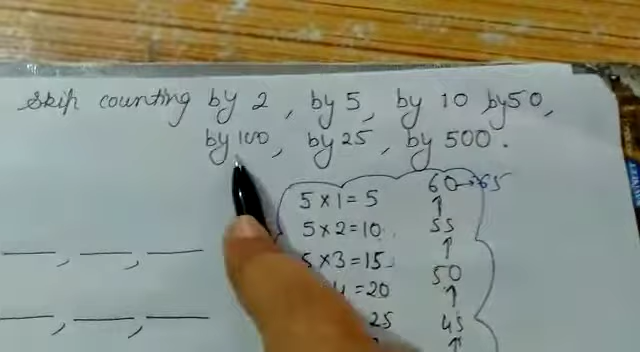 Skip counting by 2, by 5, by 10 by 50,
by 100, by 25, by 500.
5 × 1 = 5
5 × 2 = 10
5 × 3 = 15
= 20
25
60 → 65
↑
55
↑
50
↑
45
↑